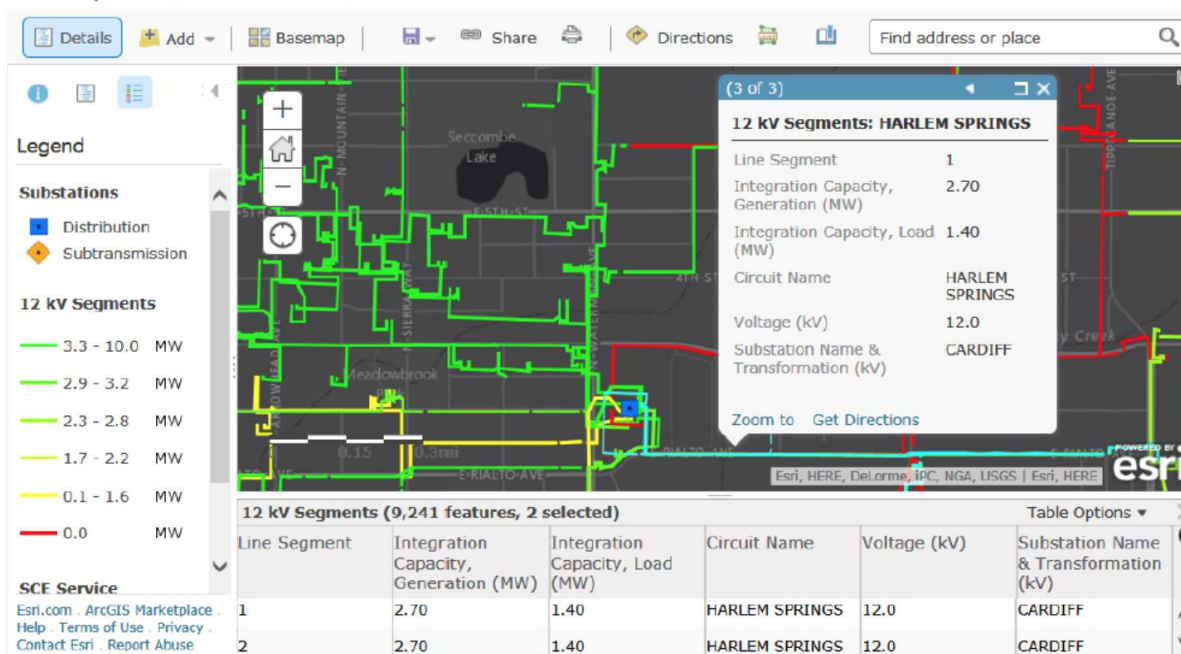 Details
Add
Basemap
Share
Directions
Find address or place
Legend
Substations
Distribution
Subtransmission
12 kV Segments
3.3 - 10.0 MW
2.9 - 3.2 MW
2.3 - 2.8 MW
1.7 - 2.2 MW
0.1 - 1.6 MW
0.0 MW
SCE Service
Esri.com . ArcGIS Marketplace .
Help . Terms of Use . Privacy .
Contact Esri . Report Abuse
Seccombe
Lake
E-5TH-ST
N-SIERRA-WAY
Meadowbrook
0.15 0.3mi
E-RIALTO-AVE
(3 of 3)
12 kV Segments: HARLEM SPRINGS
Line Segment 1
Integration Capacity, 2.70
Generation (MW)
Integration Capacity, Load 1.40
(MW)
Circuit Name HARLEM
SPRINGS
Voltage (kV) 12.0
Substation Name & CARDIFF
Transformation (kV)
Zoom to Get Directions
Esri, HERE, DeLorme, iPC, NGA, USGS | Esri, HERE
POWERED BY
esri
12 kV Segments (9,241 features, 2 selected)
Table Options
Line Segment
Integration
Capacity,
Generation (MW)
Integration
Capacity, Load
(MW)
Circuit Name
Voltage (kV)
Substation Name
& Transformation
(kV)
1 2.70 1.40 HARLEM SPRINGS 12.0 CARDIFF
2 2.70 1.40 HARLEM SPRINGS 12.0 CARDIFF